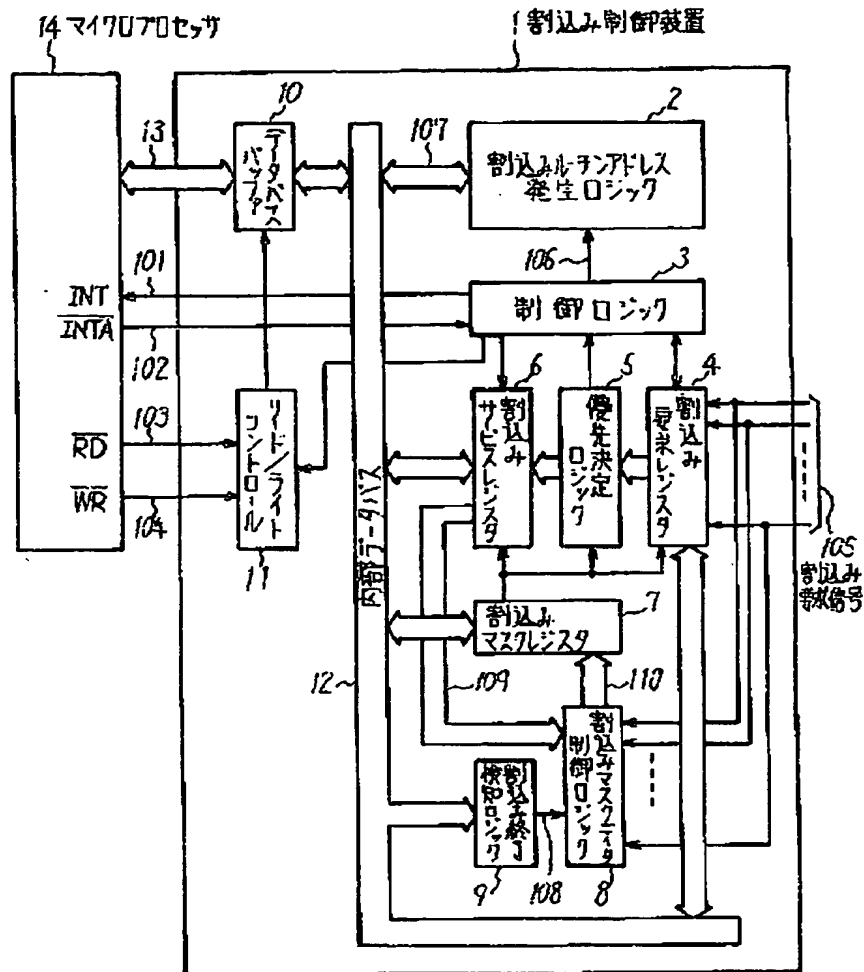 14 マイクロプロセッサ
1 割込み制御装置
10
データバス
バッファ
13
107
2
割込みルーチンアドレス
発生ロジック
106
3
制御ロジック
101
INT
INTA
102
6
割込み
サービスレジスタ
5
優先決定
ロジック
4
割込み
要求レジスタ
103
RD
WR
104
リード/ライト
コントロール
11
内部データバス
105
割込み
要求信号
7
割込み
マスクレジスタ
12
109
110
割込みマスクデータ
制御ロジック
8
割込み終了
検知ロジック
9
108